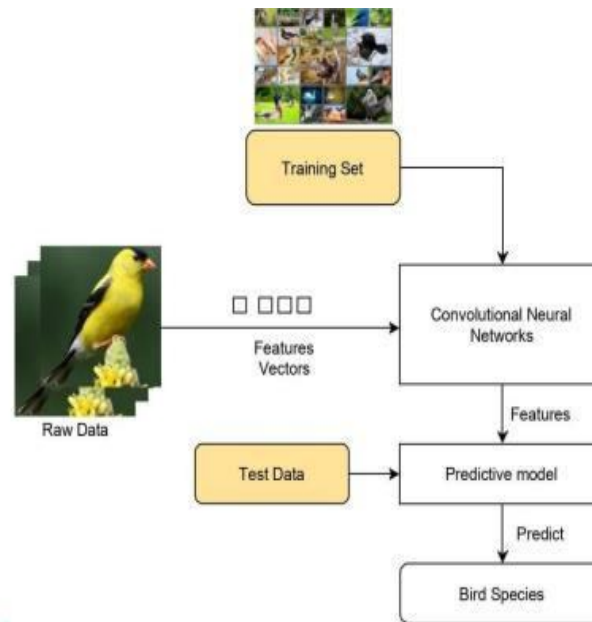 Training Set
Convolutional Neural
Networks
Features
Vectors
Raw Data
Features
Test Data
Predictive model
Predict
Bird Species